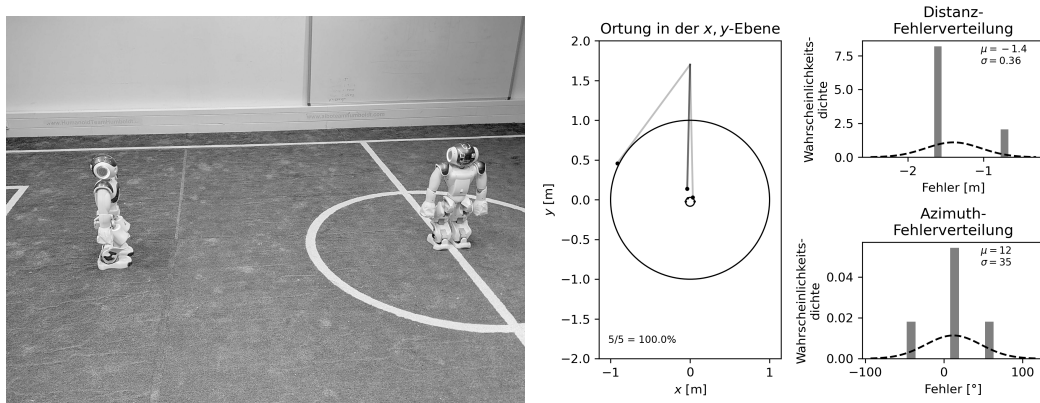 Ortung in der x, y-Ebene
2.0
1.5
1.0
0.5
0.0
−0.5
−1.0
−1.5
−2.0
y [m]
5/5 = 100.0%
−1
0
1
x [m]
Distanz-
Fehlerverteilung
μ = −1.4
σ = 0.36
Wahrscheinlichkeits-
dichte
7.5
5.0
2.5
0.0
−2
−1
Fehler [m]
Azimuth-
Fehlerverteilung
μ = 12
σ = 35
Wahrscheinlichkeits-
dichte
0.04
0.02
0.00
−100
0
100
Fehler [°]